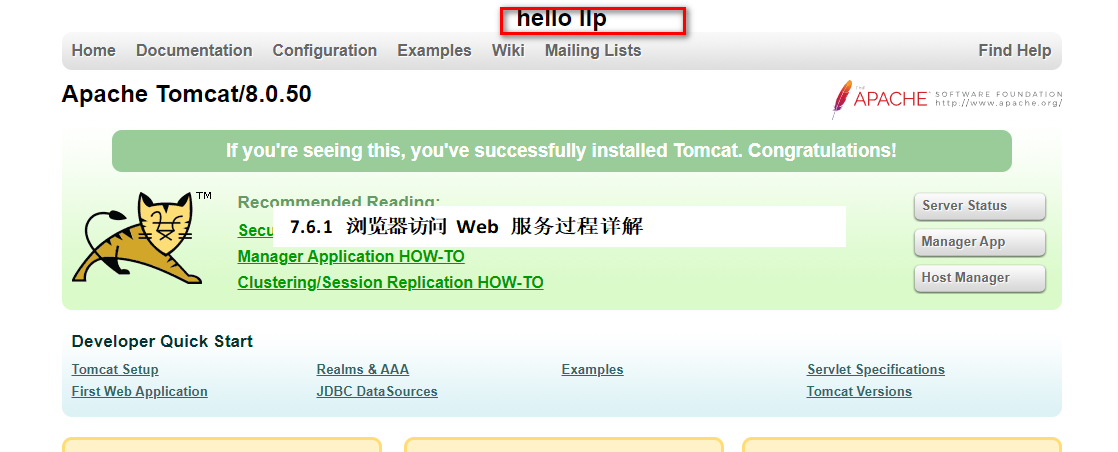 hello llp
Home Documentation Configuration Examples Wiki Mailing Lists Find Help
Apache Tomcat/8.0.50
THE APACHE SOFTWARE FOUNDATION
http://www.apache.org/
If you're seeing this, you've successfully installed Tomcat. Congratulations!
TM
Recommended Reading:
Server Status
7.6.1 浏览器访问 Web 服务过程详解
Secu
Manager App
Manager Application HOW-TO
Host Manager
Clustering/Session Replication HOW-TO
Developer Quick Start
Tomcat Setup Realms & AAA Examples Servlet Specifications
First Web Application JDBC DataSources Tomcat Versions